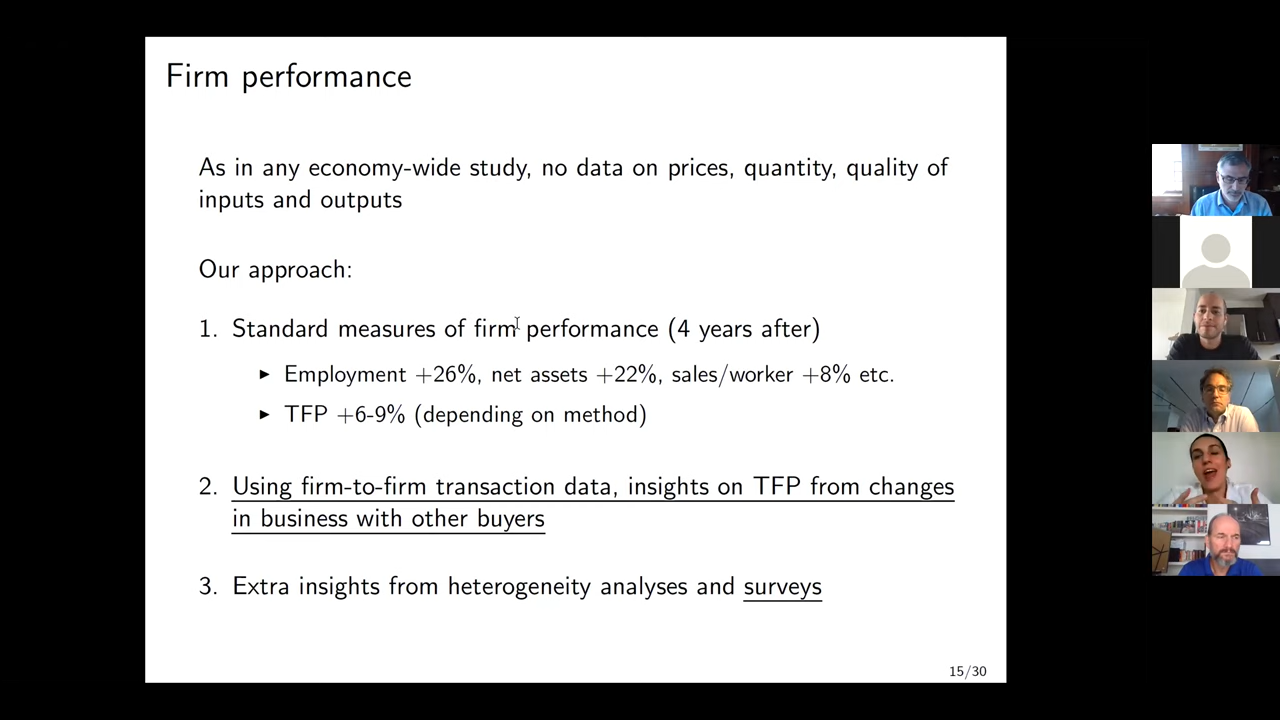 Firm performance
As in any economy-wide study, no data on prices, quantity, quality of
inputs and outputs
Our approach:
1. Standard measures of firm performance (4 years after)
▶ Employment +26%, net assets +22%, sales/worker +8% etc.
▶ TFP +6-9% (depending on method)
2. Using firm-to-firm transaction data, insights on TFP from changes
in business with other buyers
3. Extra insights from heterogeneity analyses and surveys
15/30